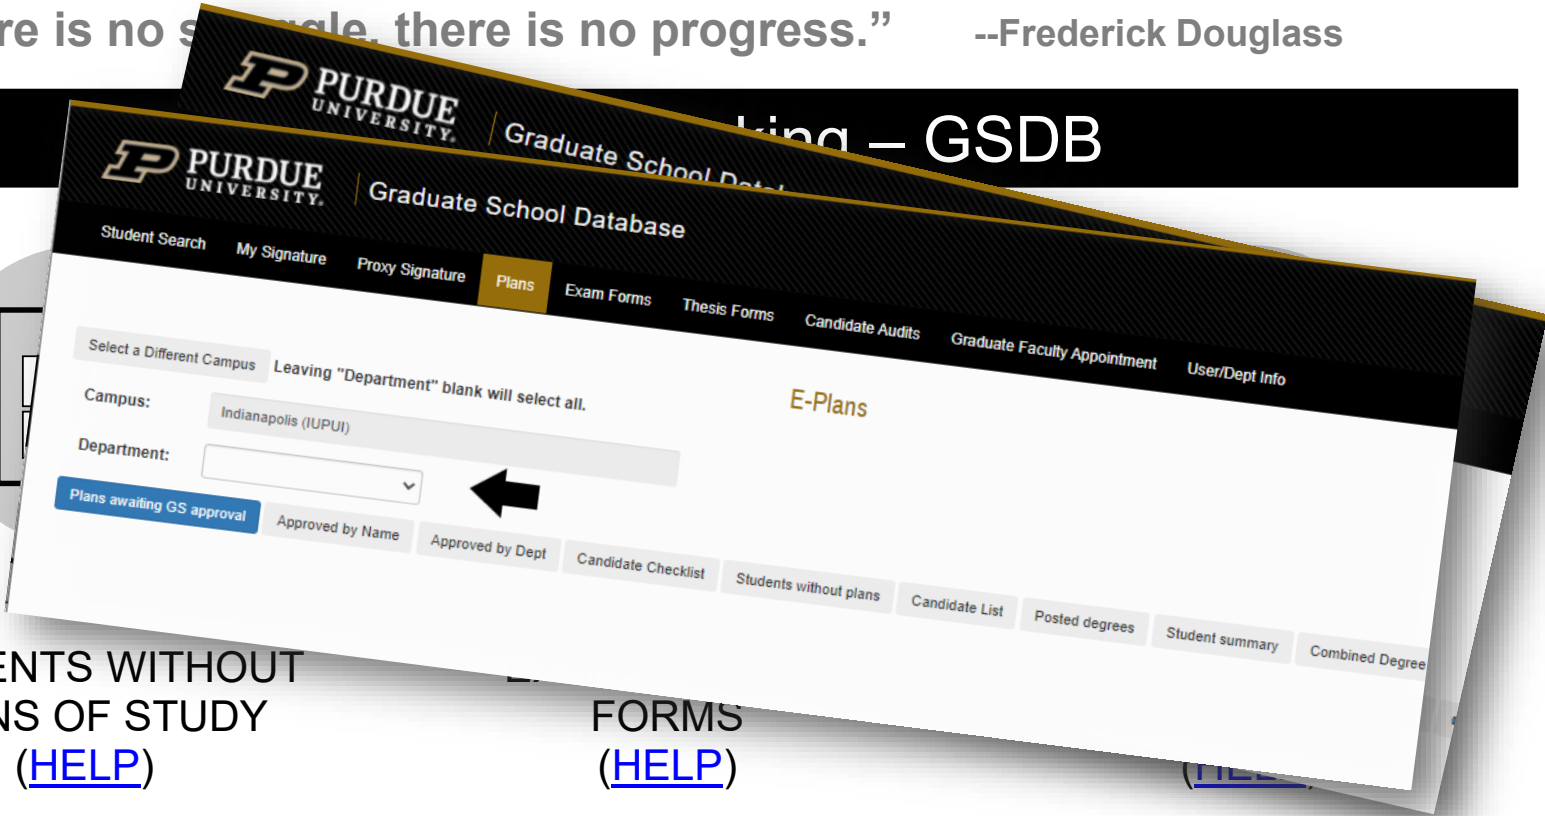 re is no struggle, there is no progress.” --Frederick Douglass
– GSDB
PURDUE
UNIVERSITY.
Graduate School
PURDUE
UNIVERSITY.
Graduate School Database
Student Search My Signature Proxy Signature Plans Exam Forms Thesis Forms Candidate Audits Graduate Faculty Appointment User/Dept Info
Select a Different Campus Leaving "Department" blank will select all.
E-Plans
Campus: Indianapolis (IUPUI)
Department:
Plans awaiting GS approval Approved by Name Approved by Dept Candidate Checklist Students without plans Candidate List Posted degrees Student summary Combined Degree
ENTS WITHOUT
NS OF STUDY
(HELP)
FORMS
(HELP)
(HELP)